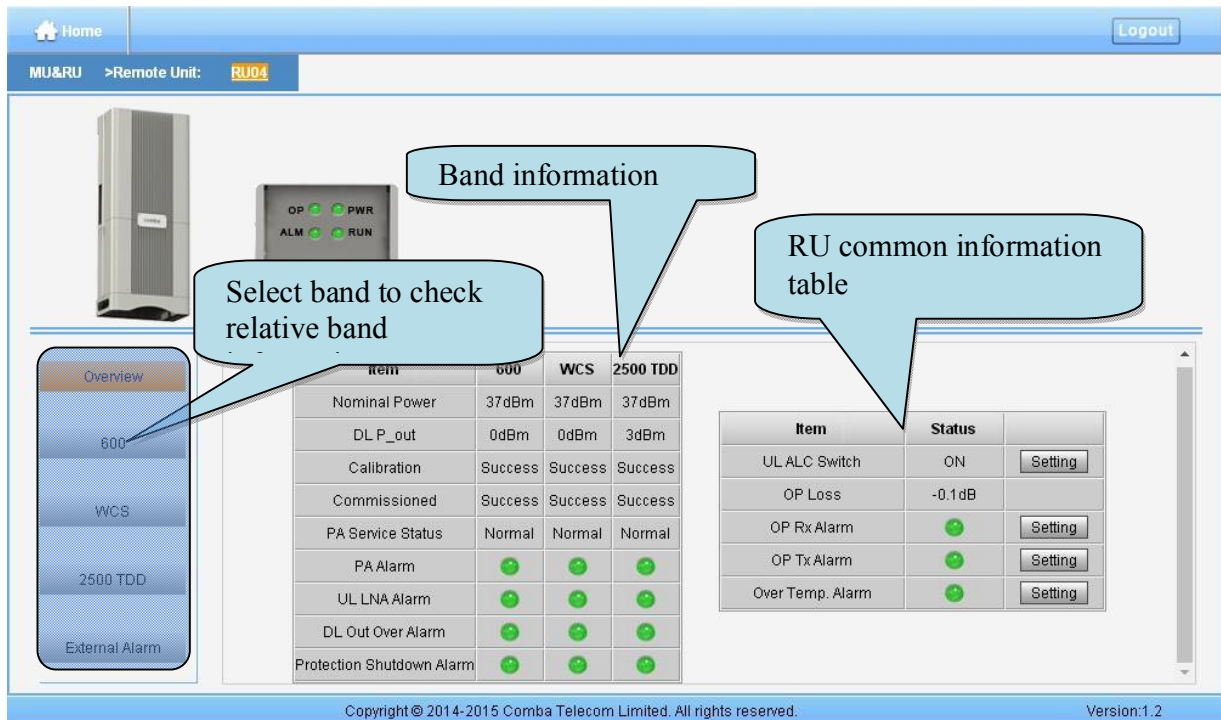 Home
Logout
MU&RU >Remote Unit: RU04
OP PWR
ALM RUN
Band information
RU common information
table
Select band to check
relative band
Overview
600
WCS
2500 TDD
External Alarm
Item 600 WCS 2500 TDD
Nominal Power 37dBm 37dBm 37dBm
DL P_out 0dBm 0dBm 3dBm
Calibration Success Success Success
Commissioned Success Success Success
PA Service Status Normal Normal Normal
PA Alarm
UL LNA Alarm
DL Out Over Alarm
Protection Shutdown Alarm
Item Status
UL ALC Switch ON Setting
OP Loss -0.1dB
OP Rx Alarm Setting
OP Tx Alarm Setting
Over Temp. Alarm Setting
Copyright © 2014-2015 Comba Telecom Limited. All rights reserved. Version:1.2